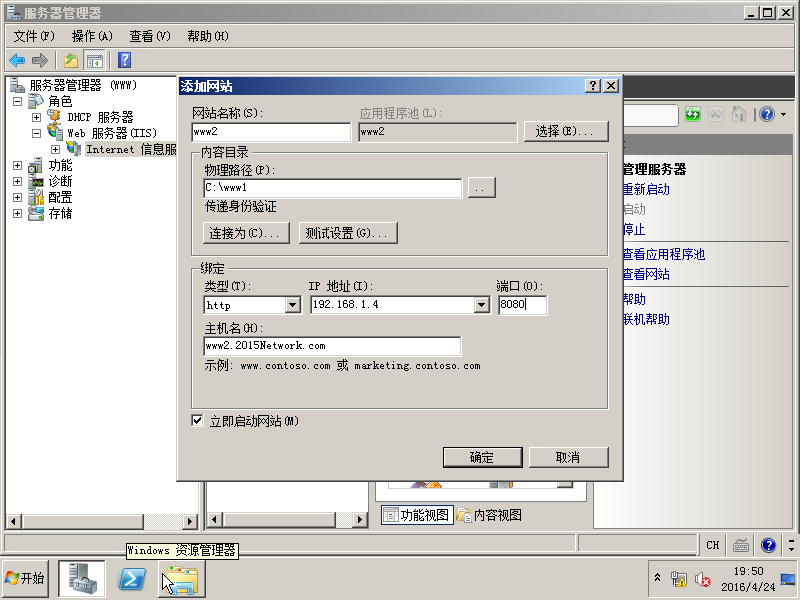 服务器管理器
文件(F) 操作(A) 查看(V) 帮助(H)
服务器管理器 (WWW)
角色
DHCP 服务器
Web 服务器(IIS)
Internet 信息服
功能
诊断
配置
存储
添加网站
网站名称(S): 应用程序池(L):
www2 www2 选择(E)...
内容目录
物理路径(P):
C:\www1 ..
传递身份验证
连接为(C)... 测试设置(G)...
绑定
类型(T): IP 地址(I): 端口(O):
http 192.168.1.4 8080
主机名(H):
www2.2015Network.com
示例: www.contoso.com 或 marketing.contoso.com
立即启动网站(M)
确定 取消
管理服务器
重新启动
启动
停止
查看应用程序池
查看网站
帮助
联机帮助
功能视图 内容视图
CH
Windows 资源管理器
开始
19:50
2016/4/24